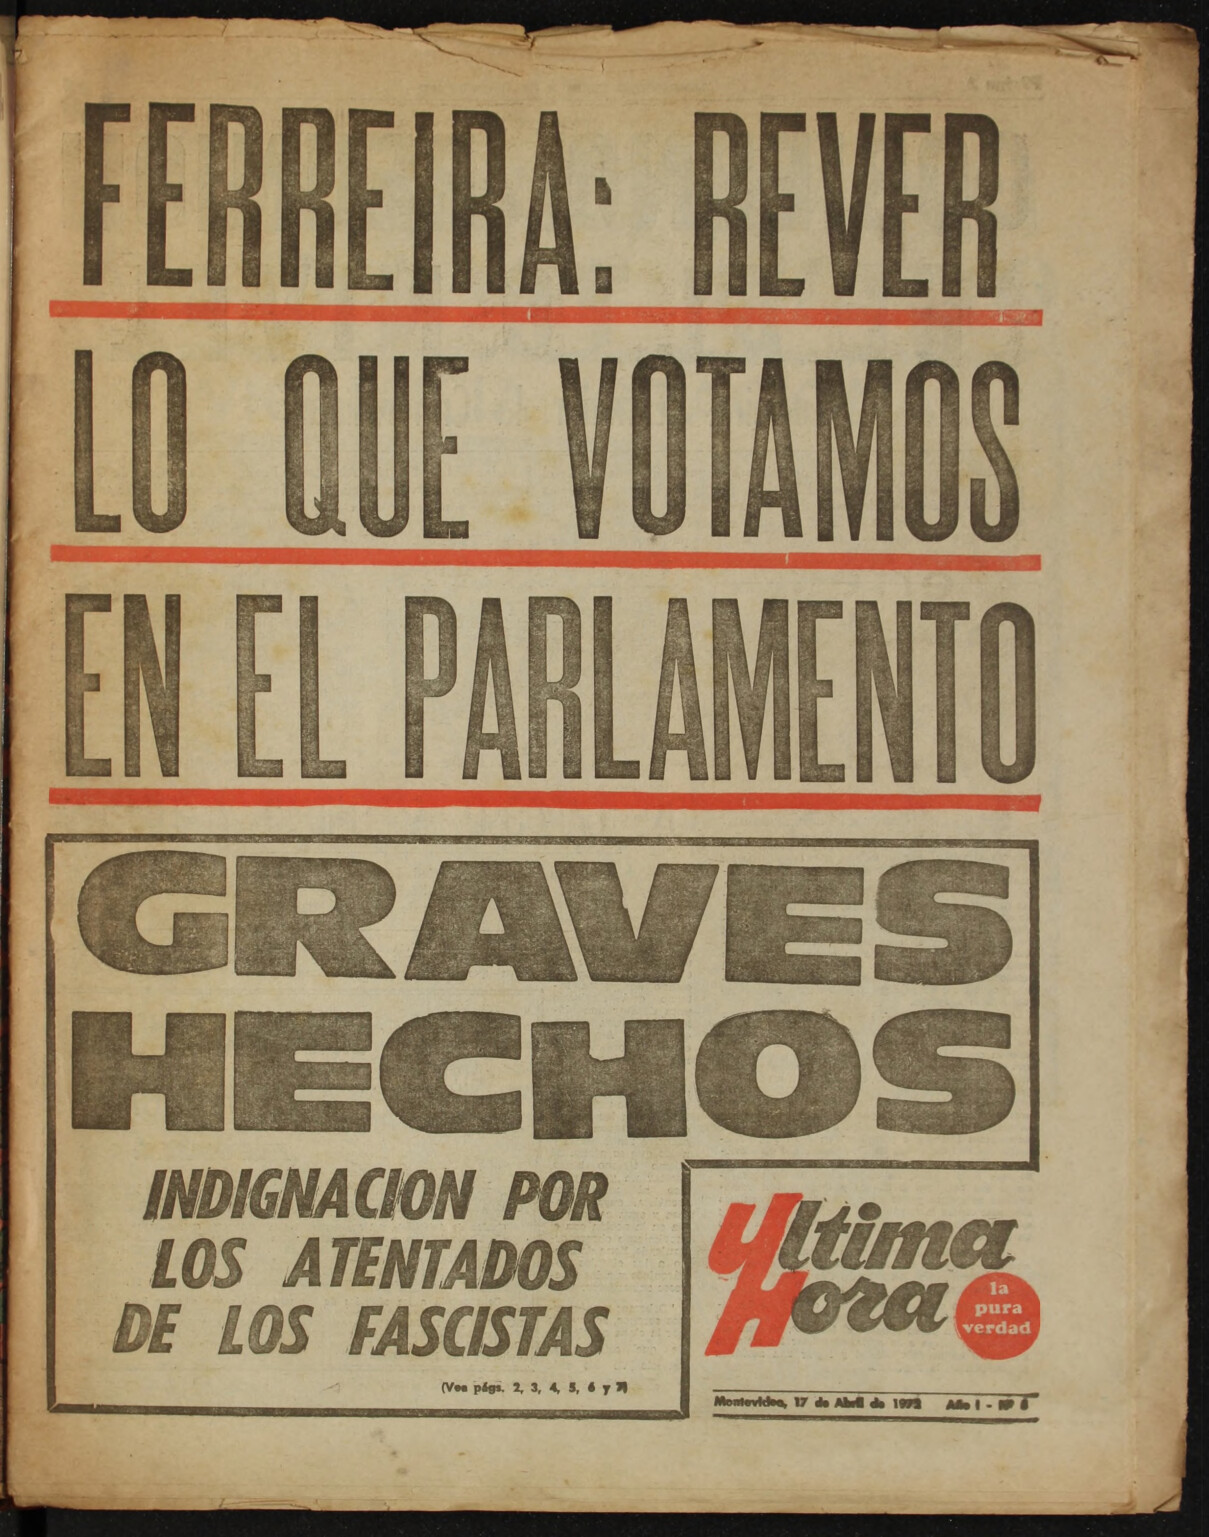 FERREIRA: REVER
LO QUE VOTAMOS
EN EL PARLAMENTO
GRAVES
HECHOS
INDIGNACION POR
LOS ATENTADOS
DE LOS FASCISTAS
(Vea págs. 2, 3, 4, 5, 6 y 7)
Ultima
Hora
la
pura
verdad
Montevideo, 17 de Abril de 1972 Año I - Nº